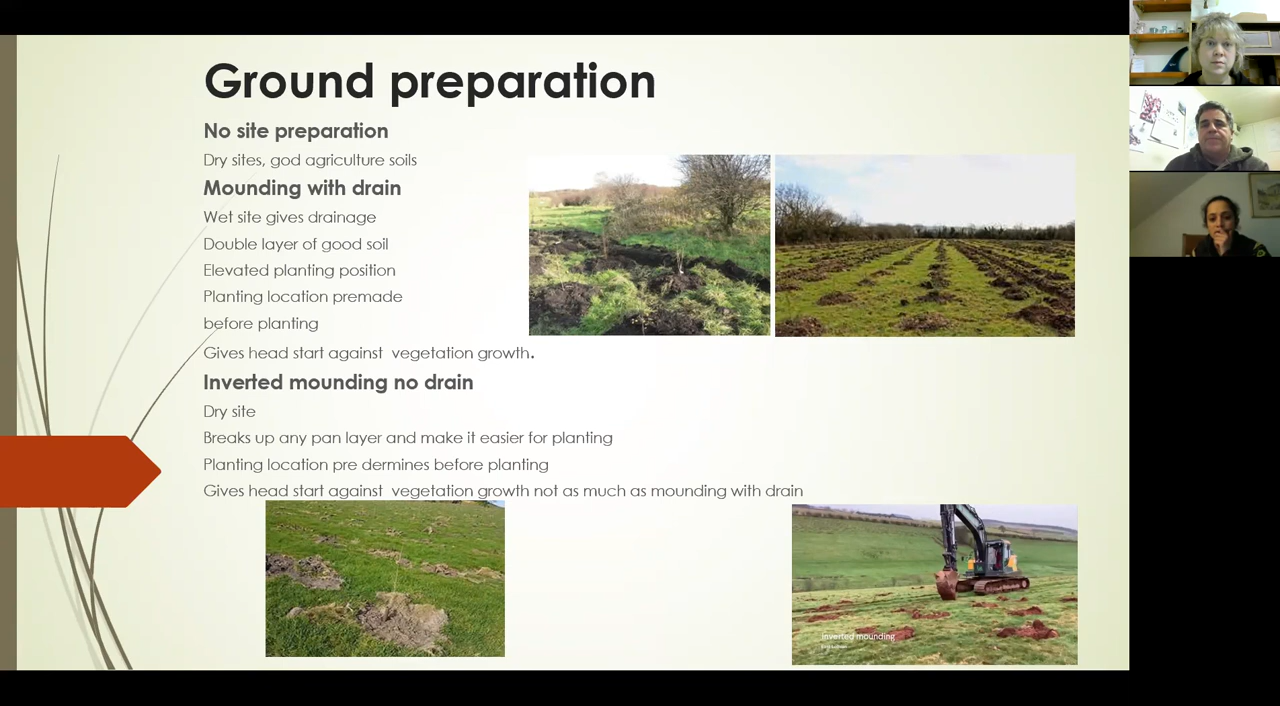 Ground preparation
No site preparation
Dry sites, god agriculture soils
Mounding with drain
Wet site gives drainage
Double layer of good soil
Elevated planting position
Planting location premade
before planting
Gives head start against  vegetation growth.
Inverted mounding no drain
Dry site
Breaks up any pan layer and make it easier for planting
Planting location pre dermines before planting
Gives head start against  vegetation growth not as much as mounding with drain
Inverted mounding